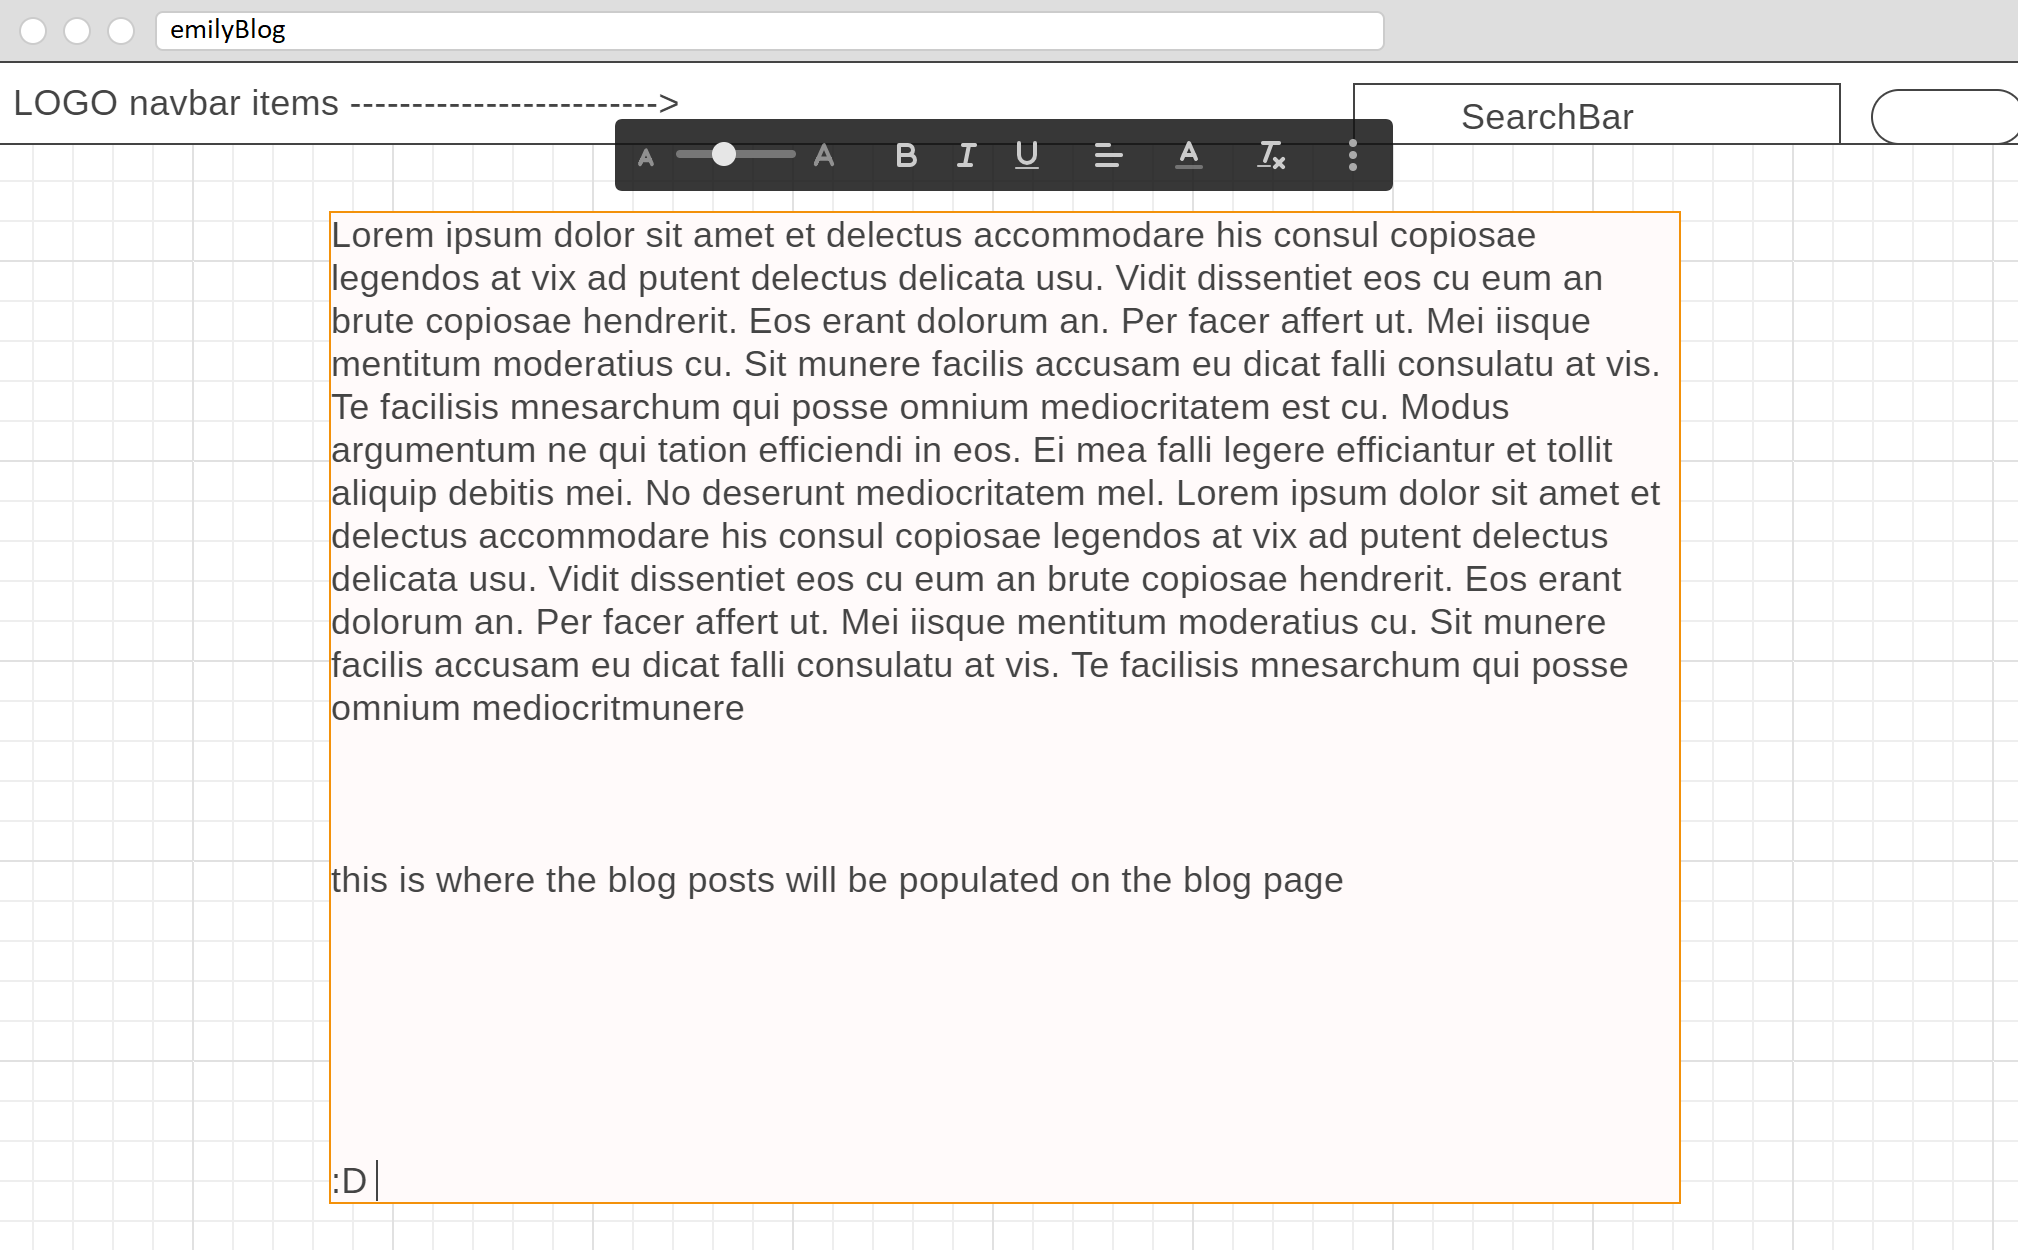 emilyBlog
LOGO navbar items ------------------------->
SearchBar
Lorem ipsum dolor sit amet et delectus accommodare his consul copiosae
legendos at vix ad putent delectus delicata usu. Vidit dissentiet eos cu eum an
brute copiosae hendrerit. Eos erant dolorum an. Per facer affert ut. Mei iisque
mentitum moderatius cu. Sit munere facilis accusam eu dicat falli consulatu at vis.
Te facilisis mnesarchum qui posse omnium mediocritatem est cu. Modus
argumentum ne qui tation efficiendi in eos. Ei mea falli legere efficiantur et tollit
aliquip debitis mei. No deserunt mediocritatem mel. Lorem ipsum dolor sit amet et
delectus accommodare his consul copiosae legendos at vix ad putent delectus
delicata usu. Vidit dissentiet eos cu eum an brute copiosae hendrerit. Eos erant
dolorum an. Per facer affert ut. Mei iisque mentitum moderatius cu. Sit munere
facilis accusam eu dicat falli consulatu at vis. Te facilisis mnesarchum qui posse
omnium mediocritmunere
this is where the blog posts will be populated on the blog page
:D